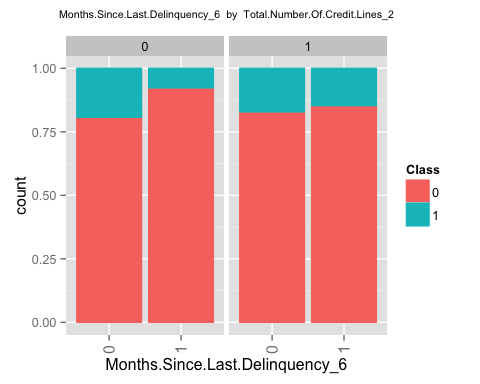 Months.Since.Last.Delinquency_6 by Total.Number.Of.Credit.Lines_2
0 1
1.00
0.75
0.50
0.25
0.00
count
0 1 0 1
Months.Since.Last.Delinquency_6
Class
0
1